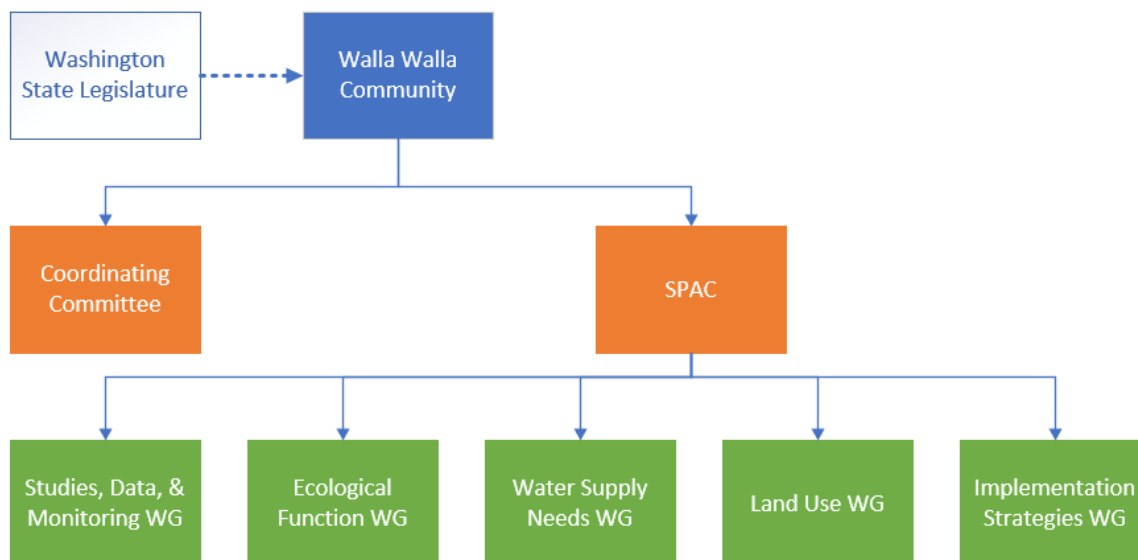 Washington
State Legislature
Walla Walla
Community
Coordinating
Committee
SPAC
Studies, Data, &
Monitoring WG
Ecological
Function WG
Water Supply
Needs WG
Land Use WG
Implementation
Strategies WG